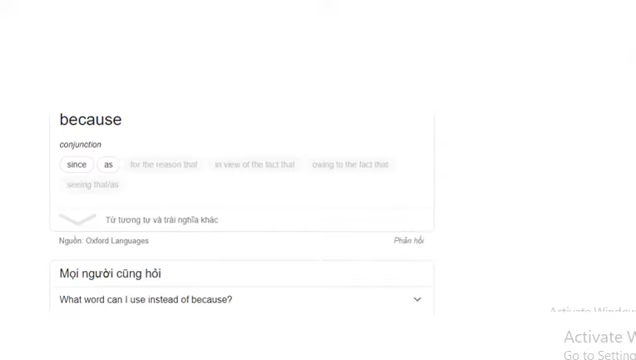 because
conjunction
since as for the reason that in view of the fact that owing to the fact that
seeing that/as
Từ tương tự và trái nghĩa khác
Nguồn: Oxford Languages Phản hồi
Mọi người cũng hỏi
What word can I use instead of because?
Activate Window
Activate W
Go to Setting